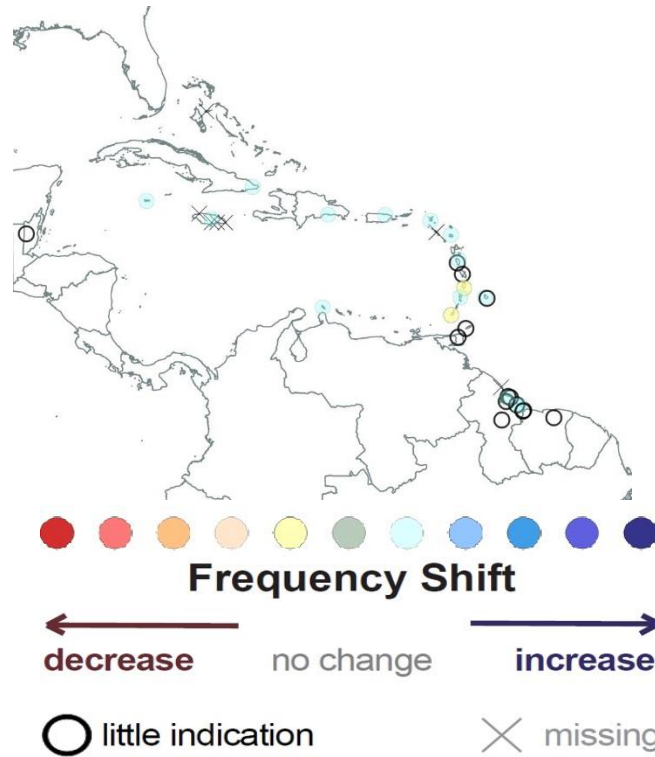 Frequency Shift
decrease no change increase
little indication missing